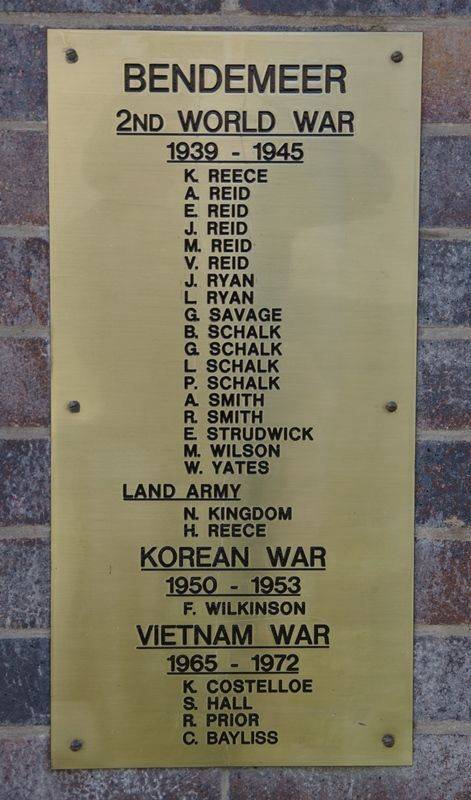 BENDEMEER
2ND WORLD WAR
1939 - 1945
K. REECE
A. REID
E. REID
J. REID
M. REID
V. REID
J. RYAN
L. RYAN
G. SAVAGE
B. SCHALK
G. SCHALK
L. SCHALK
P. SCHALK
A. SMITH
R. SMITH
E. STRUDWICK
M. WILSON
W. YATES
LAND ARMY
N. KINGDOM
H. REECE
KOREAN WAR
1950 - 1953
F. WILKINSON
VIETNAM WAR
1965 - 1972
K. COSTELLOE
S. HALL
R. PRIOR
C. BAYLISS